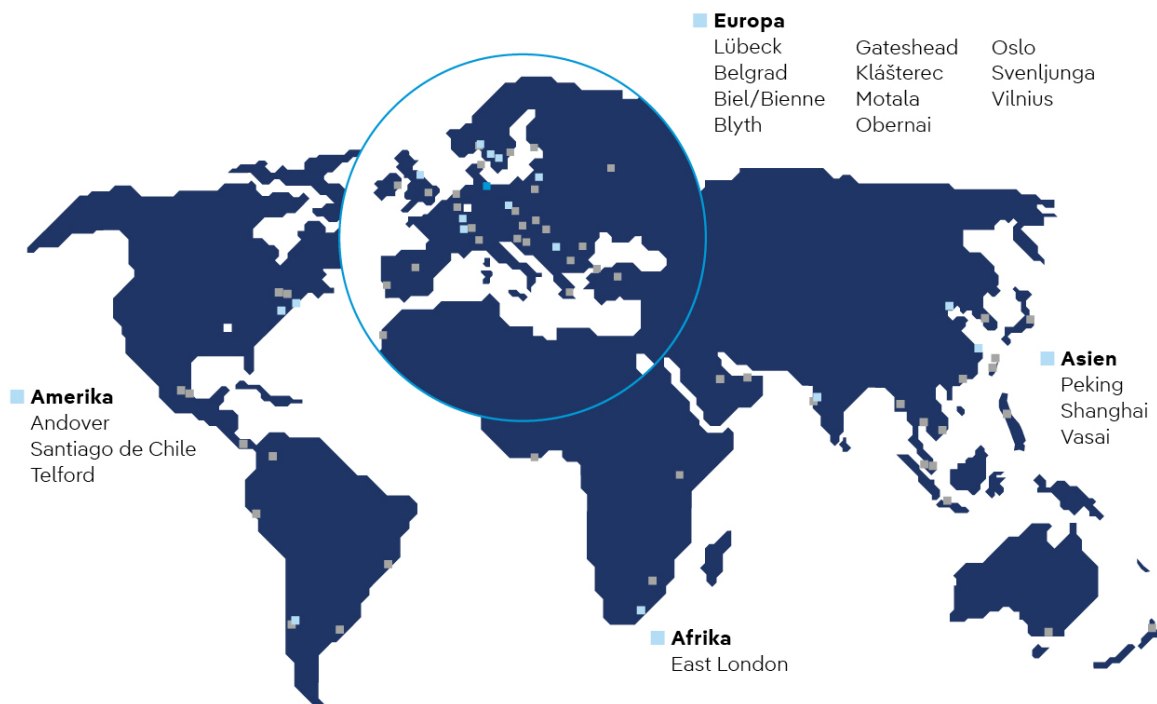 Europa
Lübeck
Belgrad
Biel/Bienne
Blyth
Gateshead
Klášterec
Motala
Obernai
Oslo
Svenljunga
Vilnius
Amerika
Andover
Santiago de Chile
Telford
Asien
Peking
Shanghai
Vasai
Afrika
East London